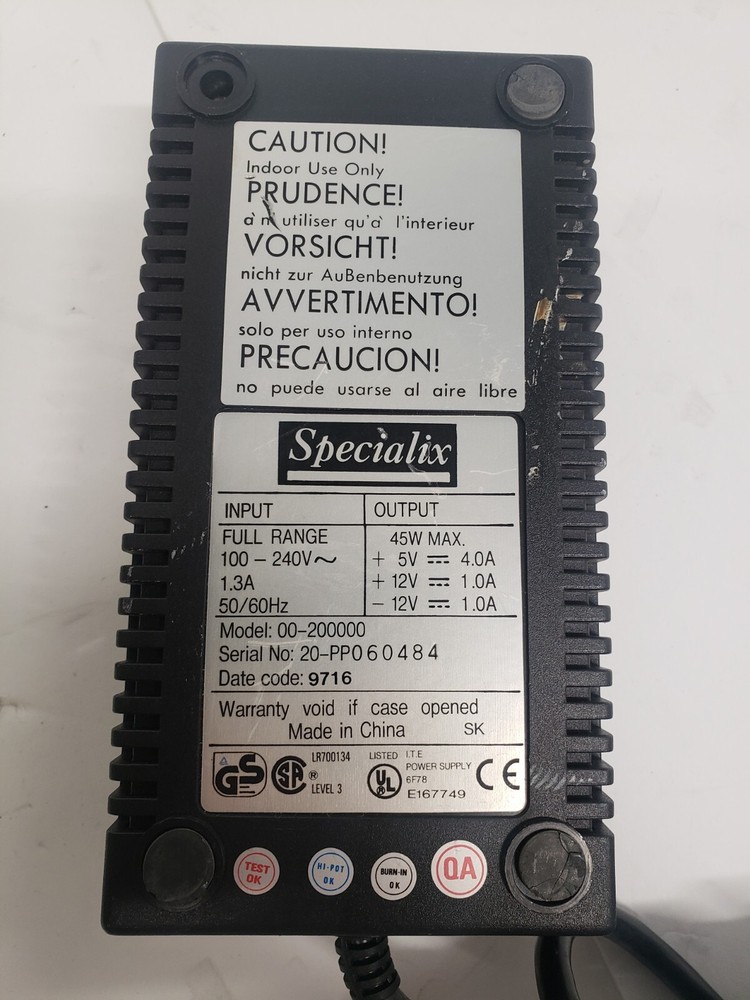 CAUTION!
Indoor Use Only
PRUDENCE!
à n' utiliser qu'à l'interieur
VORSICHT!
nicht zur AuBenbenutzung
AVVERTIMENTO!
solo per uso interno
PRECAUCION!
no puede usarse al aire libre
Specialix
INPUT
FULL RANGE
100 – 240V~
1.3A
50/60Hz
OUTPUT
45W MAX.
+ 5V ⎓ 4.0A
+ 12V ⎓ 1.0A
– 12V ⎓ 1.0A
Model: 00-200000
Serial No: 20-PP060484
Date code: 9716
Warranty void if case opened
Made in China SK
GS
SA ®
LR700134
LEVEL 3
LISTED
UL
I.T.E
POWER SUPPLY
6F78
E167749
CE
TEST
OK
HI-POT
OK
BURN-IN
OK
QA